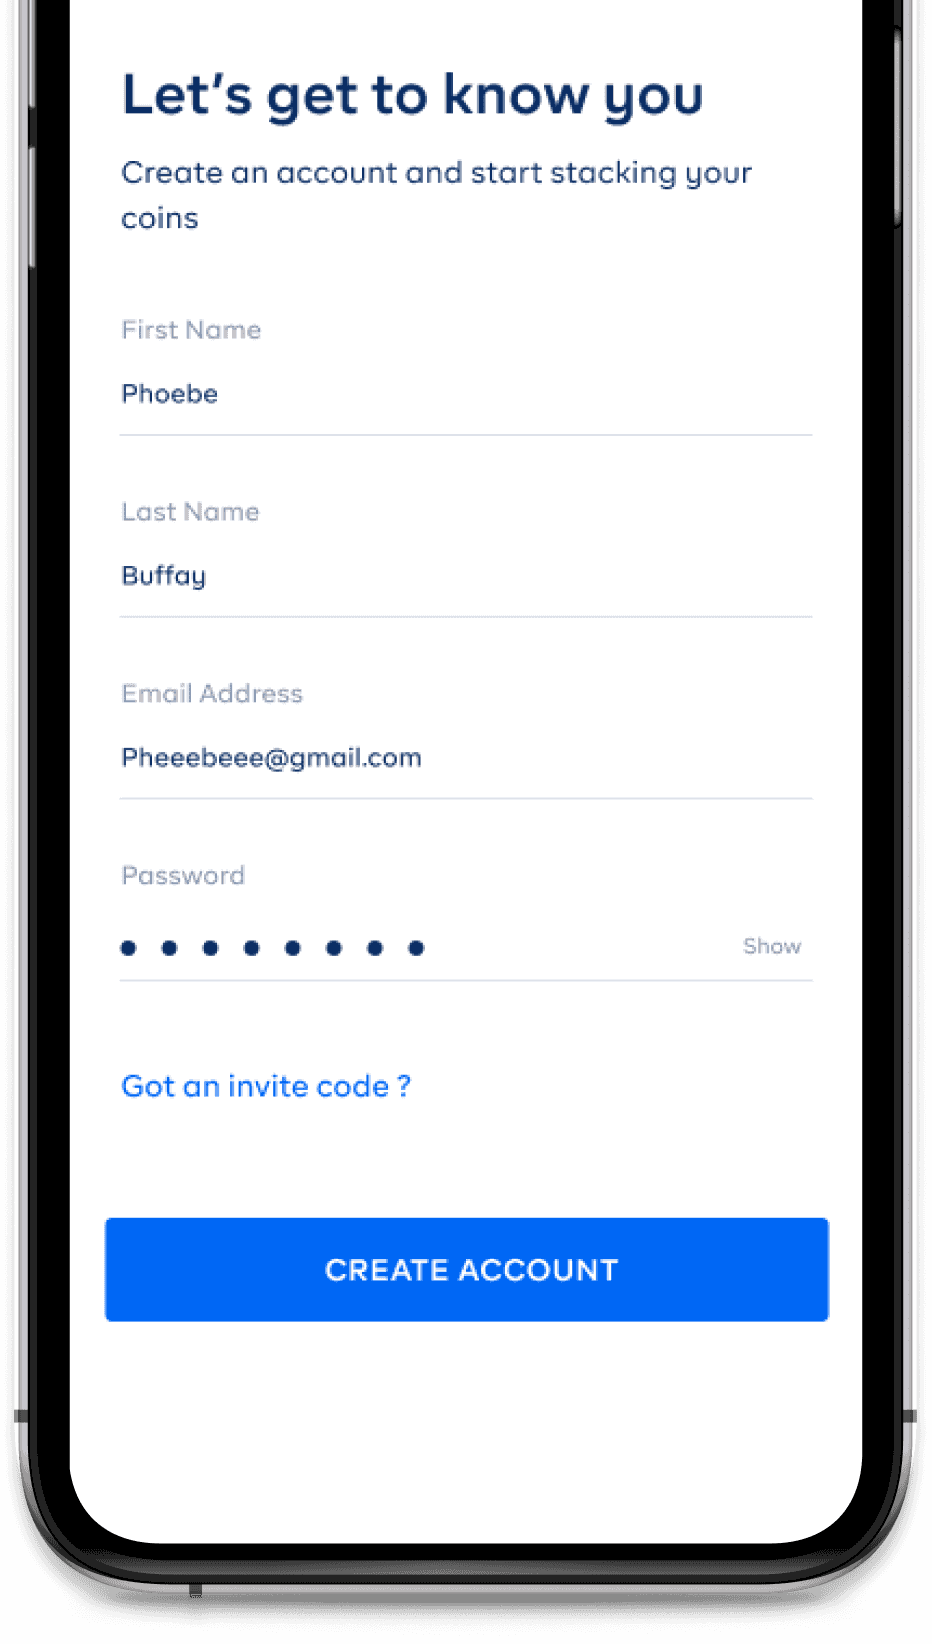 Let's get to know you
Create an account and start stacking your
coins
First Name
Phoebe
Last Name
Buffay
Email Address
Pheeebeee@gmail.com
Password
Show
Got an invite code ?
CREATE ACCOUNT